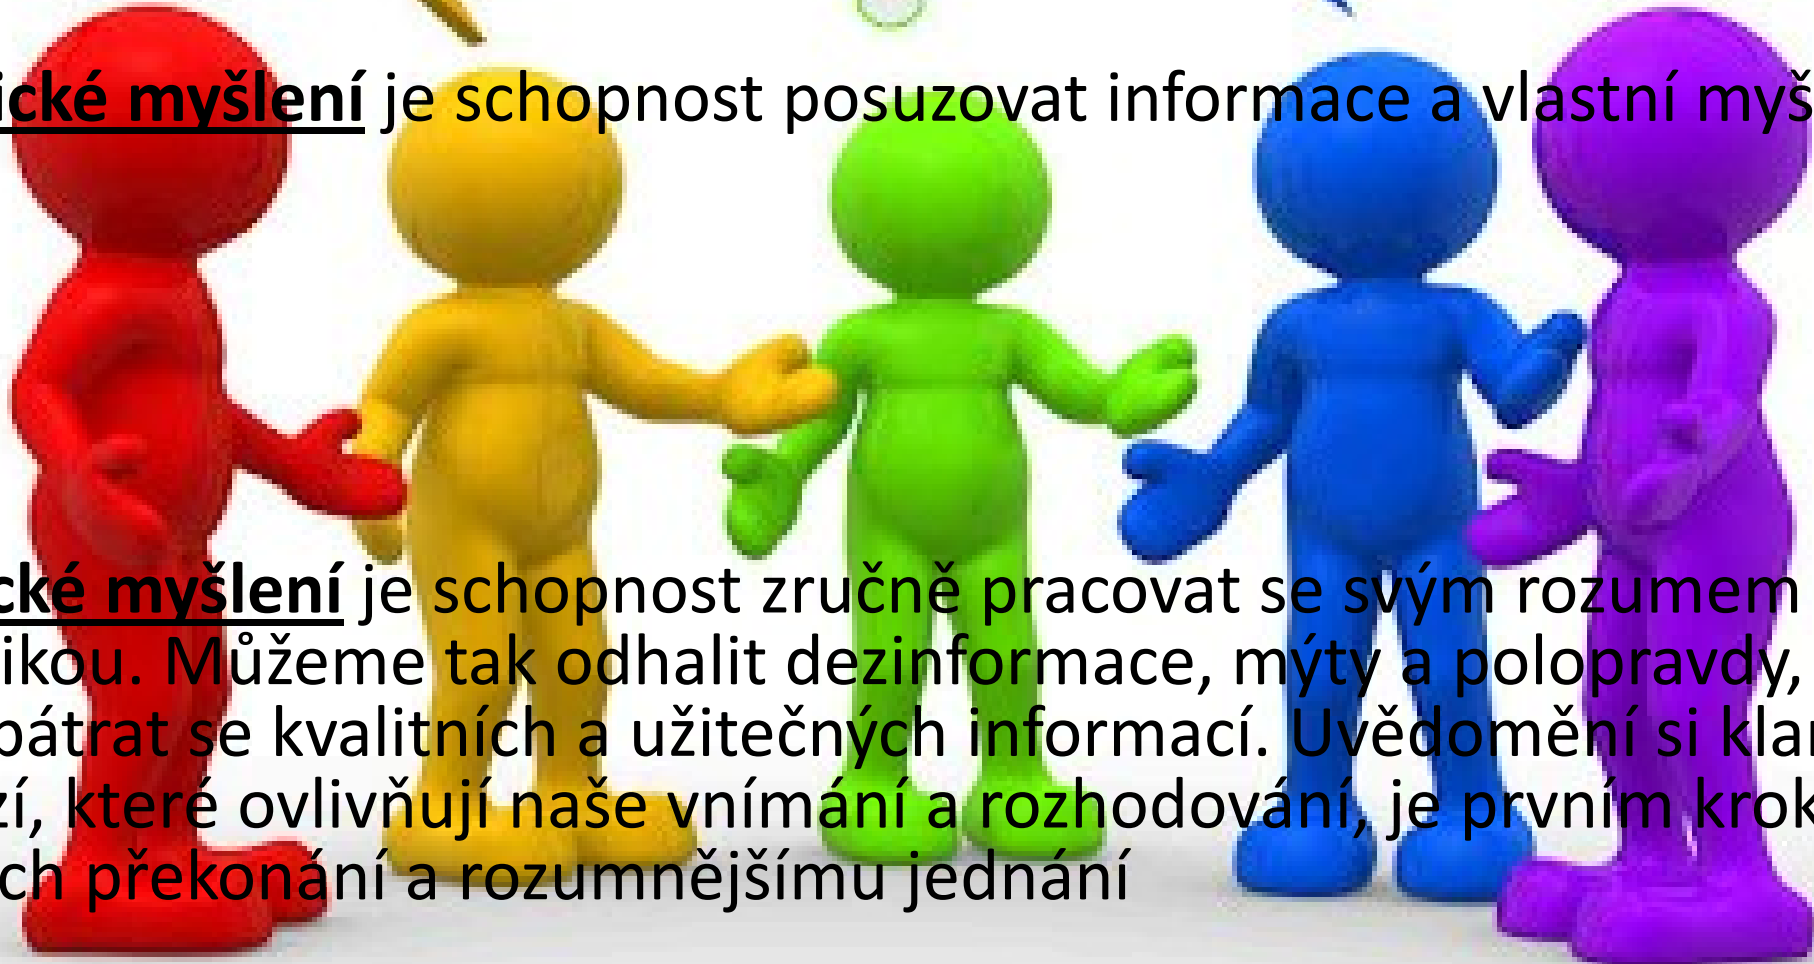 ické myšlení je schopnost posuzovat informace a vlastní myš
cké myšlení je schopnost zručně pracovat se svým rozumem
ikou. Můžeme tak odhalit dezinformace, mýty a polopravdy,
pátrat se kvalitních a užitečných informací. Uvědomění si klam
zí, které ovlivňují naše vnímání a rozhodování, je prvním krok
ch překonání a rozumnějšímu jednání